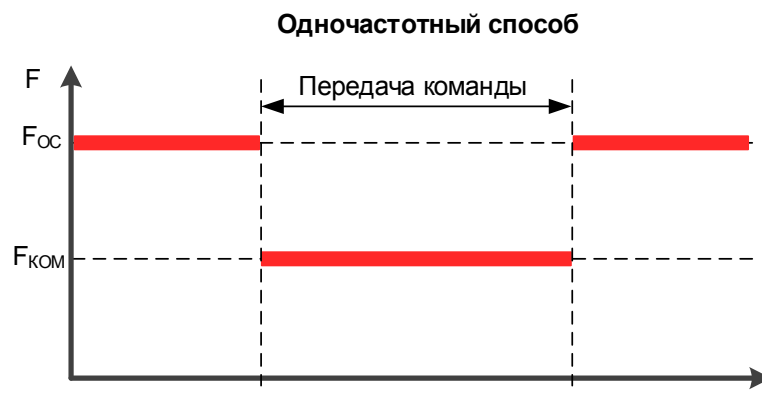 Одночастотный способ
F
Передача команды
Fос
Fком